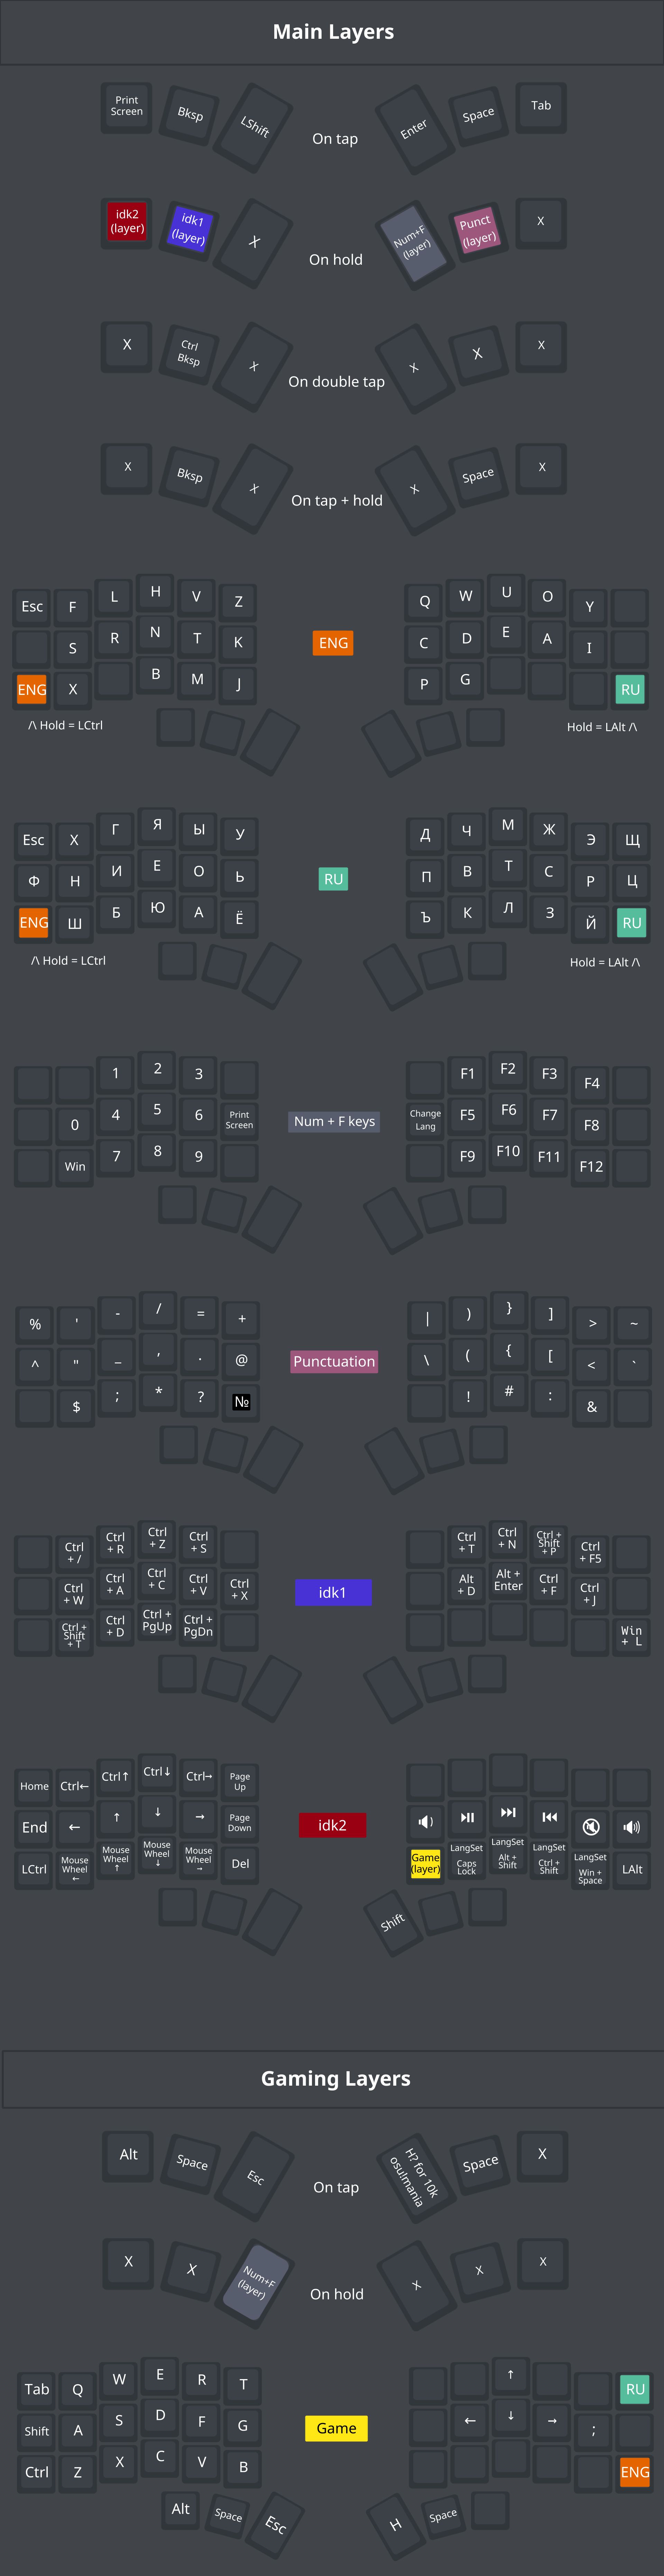 Main Layers
Print
Screen
Bksp
LShift
On tap
Enter
Space
Tab
idk2
(layer)
idk1
(layer)
X
On hold
Num+F
(layer)
Punct
(layer)
X
X
Ctrl
Bksp
X
On double tap
X
X
X
X
Bksp
X
On tap + hold
X
Space
X
Esc F L H V Z
Q W U O Y
S R N T K
ENG
C D E A I
ENG X B M J
P G RU
/\ Hold = LCtrl
Hold = LAlt /\
Esc Х Г Я Ы У
Д Ч М Ж Э Щ
Ф Н И Е О Ь
RU
П В Т С Р Ц
ENG Ш Б Ю А Ё
Ъ К Л З Й RU
/\ Hold = LCtrl
Hold = LAlt /\
1 2 3
F1 F2 F3 F4
0 4 5 6 Print
Screen
Num + F keys
Change
Lang
F5 F6 F7 F8
Win 7 8 9
F9 F10 F11 F12
% ' - / = +
| ) } ] > ~
^ " _ , . @
Punctuation
\ ( { [ < `
$ ; * ? №
! # : &
Ctrl
+ /
Ctrl
+ R
Ctrl
+ Z
Ctrl
+ S
Ctrl
+ T
Ctrl
+ N
Ctrl +
Shift
+ P
Ctrl
+ F5
Ctrl
+ W
Ctrl
+ A
Ctrl
+ C
Ctrl
+ V
Ctrl
+ X
idk1
Alt
+ D
Alt +
Enter
Ctrl
+ F
Ctrl
+ J
Ctrl +
Shift
+ T
Ctrl
+ D
Ctrl +
PgUp
Ctrl +
PgDn
Win
+ L
Home Ctrl← Ctrl↑ Ctrl↓ Ctrl→ Page
Up
End ← ↑ ↓ → Page
Down
idk2
LCtrl
Mouse
Wheel
←
Mouse
Wheel
↑
Mouse
Wheel
↓
Mouse
Wheel
→
Del
Game
(layer)
LangSet
Caps
Lock
LangSet
Alt +
Shift
LangSet
Ctrl +
Shift
LangSet
Win +
Space
LAlt
Shift
Gaming Layers
Alt
Space
Esc
On tap
H? for 10k
osu!mania
Space
X
X
X
Num+F
(layer)
On hold
X
X
X
Tab Q W E R T
↑ RU
Shift A S D F G
Game
← ↓ → ;
Ctrl Z X C V B
ENG
Alt
Space
Esc
H
Space